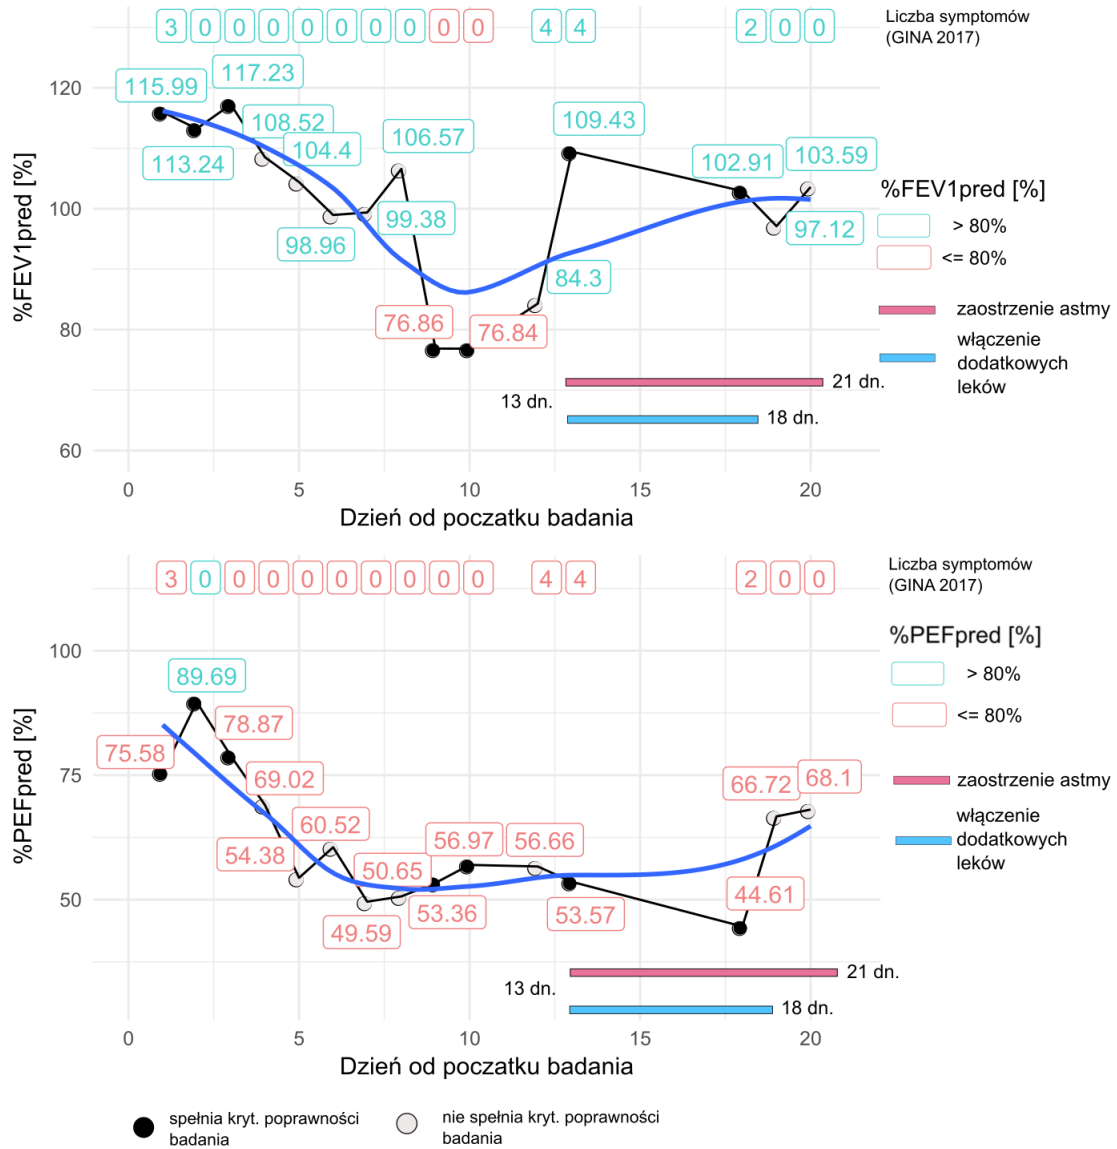 3 0 0 0 0 0 0 0 0 0 4 4 2 0 0
Liczba symptomów
(GINA 2017)
%FEV1pred [%]
120
100
80
60
115.99
117.23
113.24
108.52
104.4
106.57
98.96
99.38
76.86
76.84
84.3
109.43
102.91
103.59
97.12
%FEV1pred [%]
> 80%
<= 80%
zaostrzenie astmy
włączenie
dodatkowych
leków
21 dn.
13 dn.
18 dn.
0 5 10 15 20
Dzień od poczatku badania
3 0 0 0 0 0 0 0 0 0 4 4 2 0 0
Liczba symptomów
(GINA 2017)
%PEFpred [%]
100
75
50
89.69
75.58
78.87
69.02
54.38
60.52
49.59
50.65
53.36
56.97
56.66
53.57
44.61
66.72
68.1
%PEFpred [%]
> 80%
<= 80%
zaostrzenie astmy
włączenie
dodatkowych
leków
21 dn.
13 dn.
18 dn.
0 5 10 15 20
Dzień od poczatku badania
spełnia kryt. poprawności
badania
nie spełnia kryt. poprawności
badania